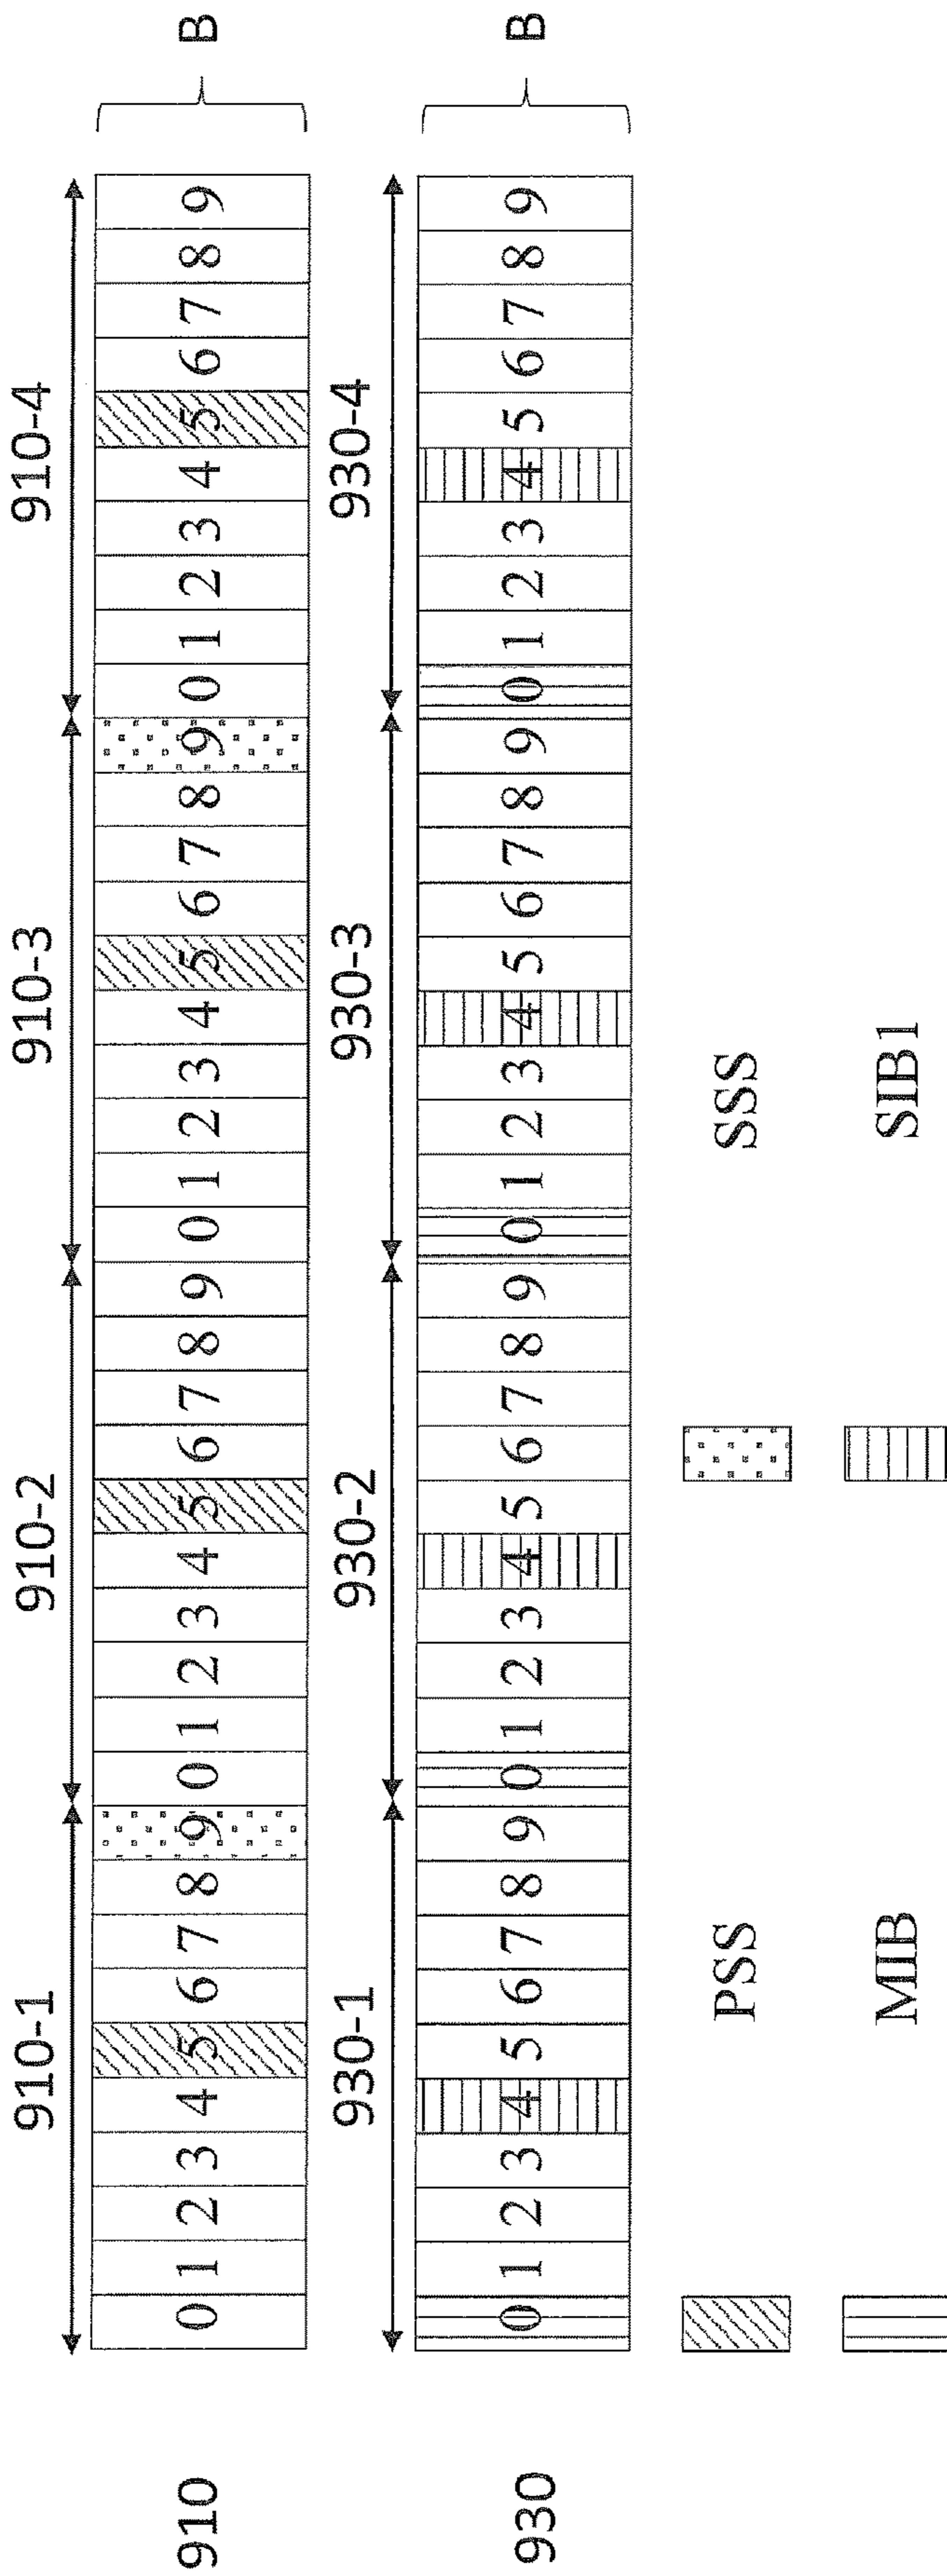 910-1 910-2 910-3 910-4
910 0 1 2 3 4 5 6 7 8 9 0 1 2 3 4 5 6 7 8 9 0 1 2 3 4 5 6 7 8 9 0 1 2 3 4 5 6 7 8 9 B
930-1 930-2 930-3 930-4
930 0 1 2 3 4 5 6 7 8 9 0 1 2 3 4 5 6 7 8 9 0 1 2 3 4 5 6 7 8 9 0 1 2 3 4 5 6 7 8 9 B
PSS SSS
MIB SIB1